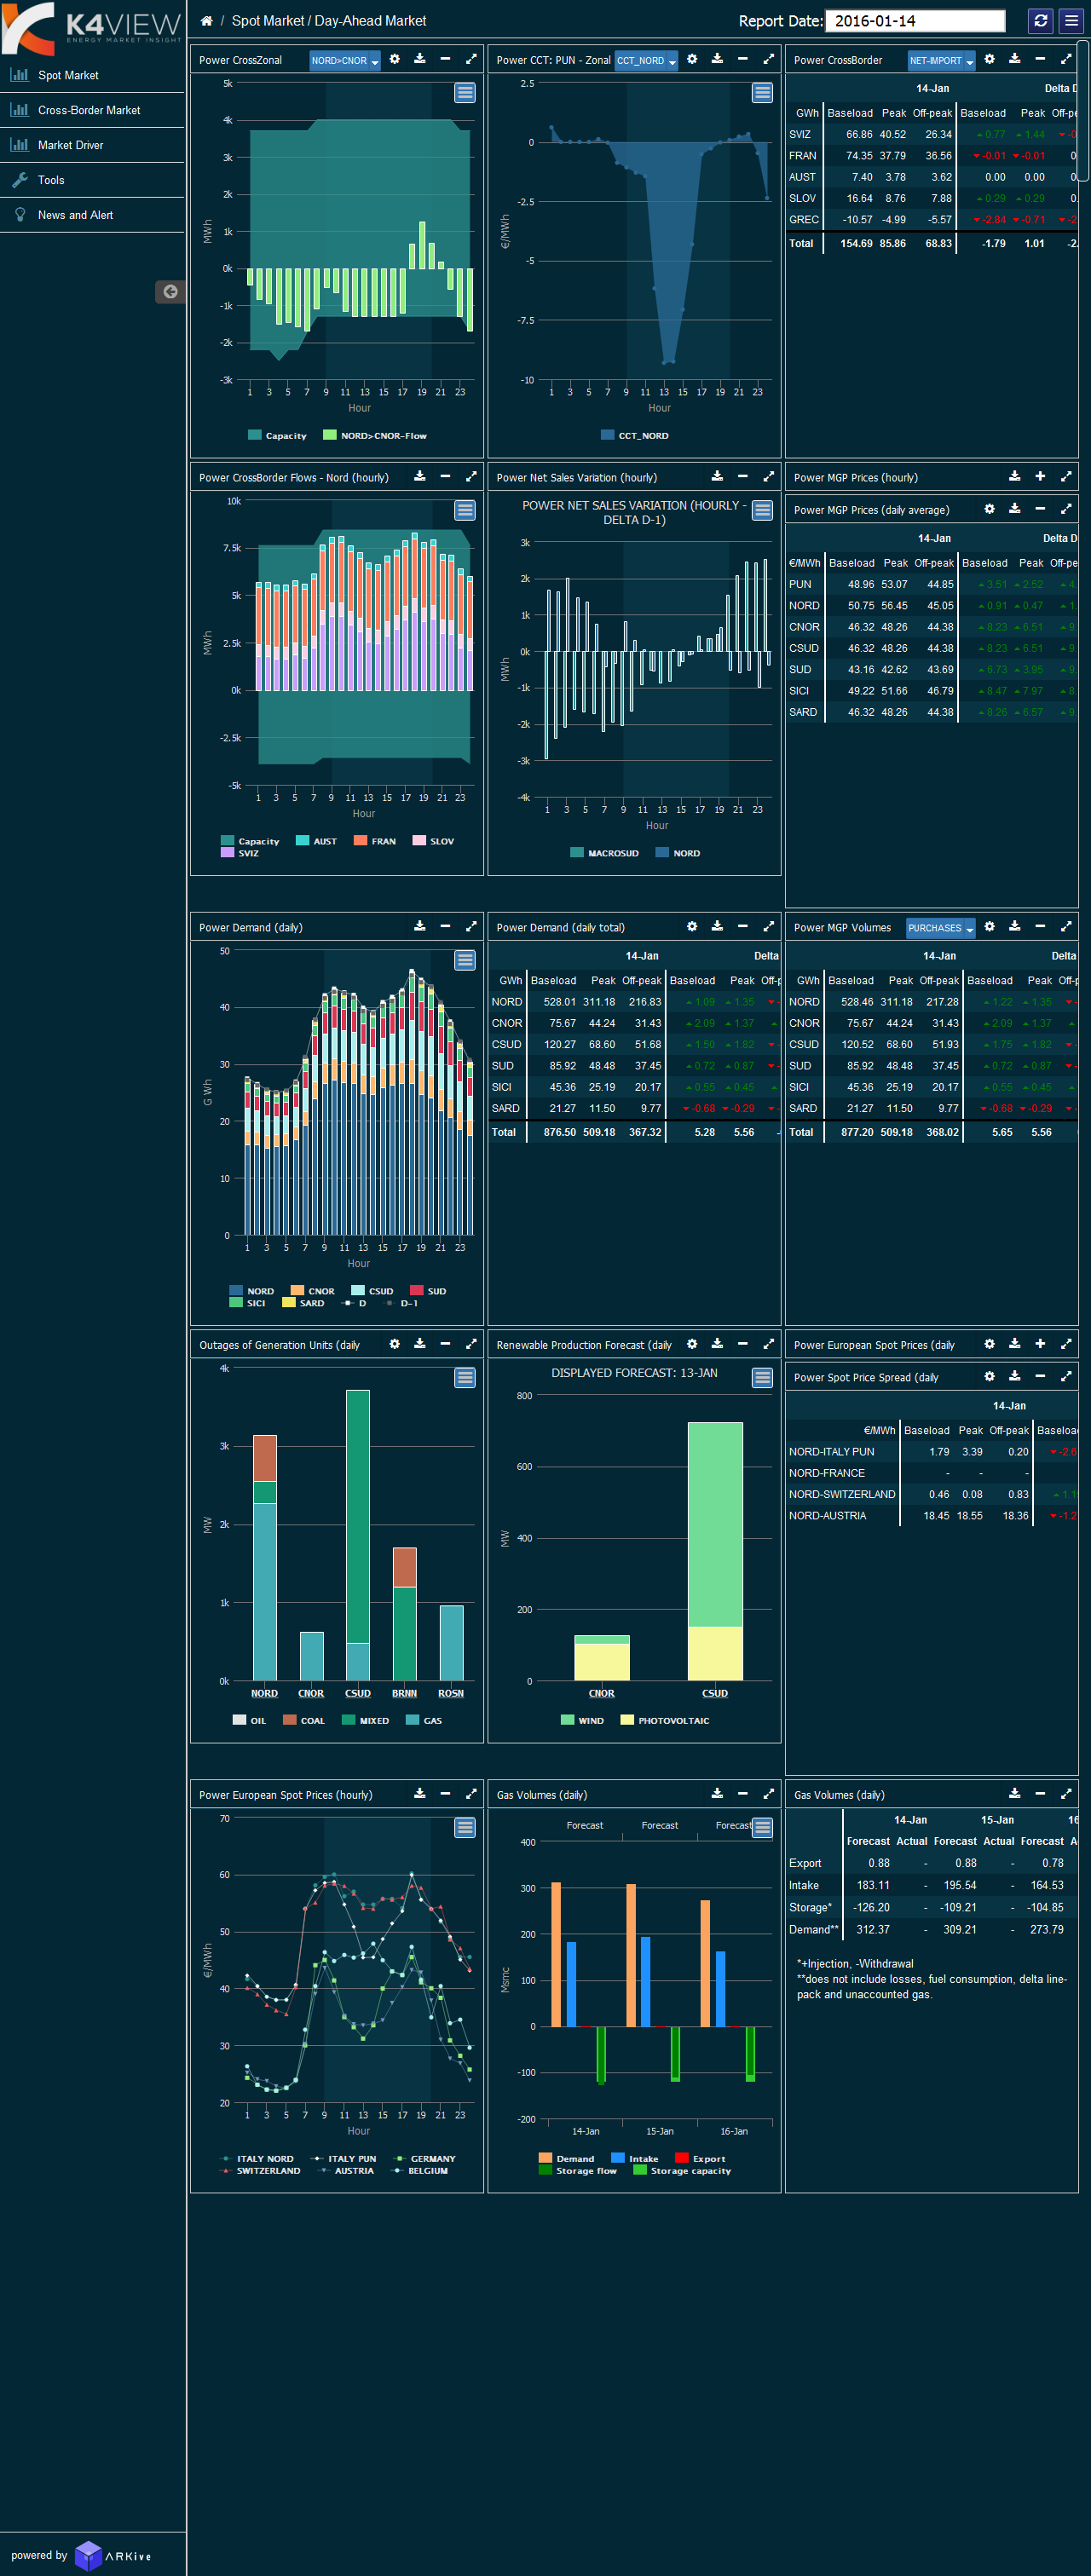 K4VIEW
ENERGY MARKET INSIGHT
Spot Market
Cross-Border Market
Market Driver
Tools
News and Alert
/ Spot Market / Day-Ahead Market
Report Date: 2016-01-14
Power CrossZonal NORD>CNOR
5k
4k
3k
2k
1k
0k
-1k
-2k
-3k
MWh
1 3 5 7 9 11 13 15 17 19 21 23
Hour
Capacity NORD>CNOR-Flow
Power CCT: PUN - Zonal CCT_NORD
2.5
0
-2.5
-5
-7.5
-10
€/MWh
1 3 5 7 9 11 13 15 17 19 21 23
Hour
CCT_NORD
Power CrossBorder NET-IMPORT
14-Jan Delta D
GWh Baseload Peak Off-peak Baseload Peak Off-pe
SVIZ 66.86 40.52 26.34 0.77 1.44 -0
FRAN 74.35 37.79 36.56 -0.01 -0.01 0
AUST 7.40 3.78 3.62 0.00 0.00 0.
SLOV 16.64 8.76 7.88 0.29 0.29 0.
GREC -10.57 -4.99 -5.57 -2.84 -0.71 -2
Total 154.69 85.86 68.83 -1.79 1.01 -2.
Power CrossBorder Flows - Nord (hourly)
10k
7.5k
5k
2.5k
0k
-2.5k
-5k
MWh
1 3 5 7 9 11 13 15 17 19 21 23
Hour
Capacity AUST FRAN SLOV
SVIZ
Power Net Sales Variation (hourly)
POWER NET SALES VARIATION (HOURLY -
DELTA D-1)
3k
2k
1k
0k
-1k
-2k
-3k
-4k
MWh
1 3 5 7 9 11 13 15 17 19 21 23
Hour
MACROSUD NORD
Power MGP Prices (hourly)
Power MGP Prices (daily average)
14-Jan Delta D
€/MWh Baseload Peak Off-peak Baseload Peak Off-pe
PUN 48.96 53.07 44.85 3.51 2.52 4.
NORD 50.75 56.45 45.05 0.91 0.47 1.
CNOR 46.32 48.26 44.38 8.23 6.51 9.
CSUD 46.32 48.26 44.38 8.23 6.51 9.
SUD 43.16 42.62 43.69 6.73 3.95 9.
SICI 49.22 51.66 46.79 8.47 7.97 8.
SARD 46.32 48.26 44.38 8.26 6.57 9.
Power Demand (daily)
50
40
30
20
10
0
G Wh
1 3 5 7 9 11 13 15 17 19 21 23
Hour
NORD CNOR CSUD SUD
SICI SARD D D-1
Power Demand (daily total)
14-Jan Delta
GWh Baseload Peak Off-peak Baseload Peak Off-p
NORD 528.01 311.18 216.83 1.09 1.35 -
CNOR 75.67 44.24 31.43 2.09 1.37
CSUD 120.27 68.60 51.68 1.50 1.82 -
SUD 85.92 48.48 37.45 0.72 0.87 -
SICI 45.36 25.19 20.17 0.55 0.45
SARD 21.27 11.50 9.77 -0.68 -0.29 -
Total 876.50 509.18 367.32 5.28 5.56 -
Power MGP Volumes PURCHASES
14-Jan Delta
GWh Baseload Peak Off-peak Baseload Peak Off-
NORD 528.46 311.18 217.28 1.22 1.35 -
CNOR 75.67 44.24 31.43 2.09 1.37
CSUD 120.52 68.60 51.93 1.75 1.82 -
SUD 85.92 48.48 37.45 0.72 0.87 -
SICI 45.36 25.19 20.17 0.55 0.45
SARD 21.27 11.50 9.77 -0.68 -0.29 -
Total 877.20 509.18 368.02 5.65 5.56
Outages of Generation Units (daily
4k
3k
2k
1k
0k
MW
NORD CNOR CSUD BRNN ROSN
OIL COAL MIXED GAS
Renewable Production Forecast (daily
DISPLAYED FORECAST: 13-JAN
800
600
400
200
0
MW
CNOR CSUD
WIND PHOTOVOLTAIC
Power European Spot Prices (daily
Power Spot Price Spread (daily
14-Jan
€/MWh Baseload Peak Off-peak Baseload
NORD-ITALY PUN 1.79 3.39 0.20 -2.6
NORD-FRANCE - - -
NORD-SWITZERLAND 0.46 0.08 0.83 1.1
NORD-AUSTRIA 18.45 18.55 18.36 -1.2
Power European Spot Prices (hourly)
70
60
50
40
30
20
€/MWh
1 3 5 7 9 11 13 15 17 19 21 23
Hour
ITALY NORD ITALY PUN GERMANY
SWITZERLAND AUSTRIA BELGIUM
Gas Volumes (daily)
Forecast Forecast Forecast
400
300
200
100
0
-100
-200
Msmc
14-Jan 15-Jan 16-Jan
Demand Intake Export
Storage flow Storage capacity
Gas Volumes (daily)
14-Jan 15-Jan 16
Forecast Actual Forecast Actual Forecast A
Export 0.88 - 0.88 - 0.78
Intake 183.11 - 195.54 - 164.53
Storage* -126.20 - -109.21 - -104.85
Demand** 312.37 - 309.21 - 273.79
*+Injection, -Withdrawal
**does not include losses, fuel consumption, delta line-
pack and unaccounted gas.
powered by ARKive